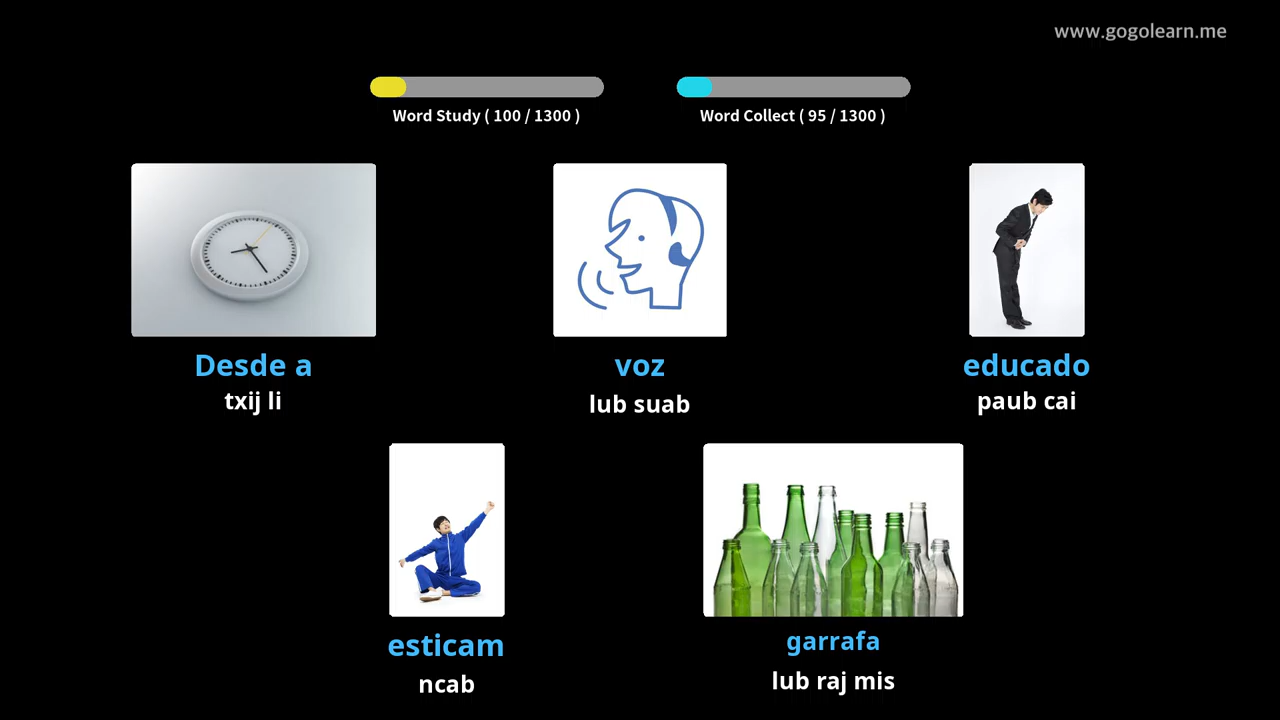 www.gogolearn.me
Word Study ( 100 / 1300 )
Word Collect ( 95 / 1300 )
Desde a
txij li
voz
lub suab
educado
paub cai
esticam
ncab
garrafa
lub raj mis